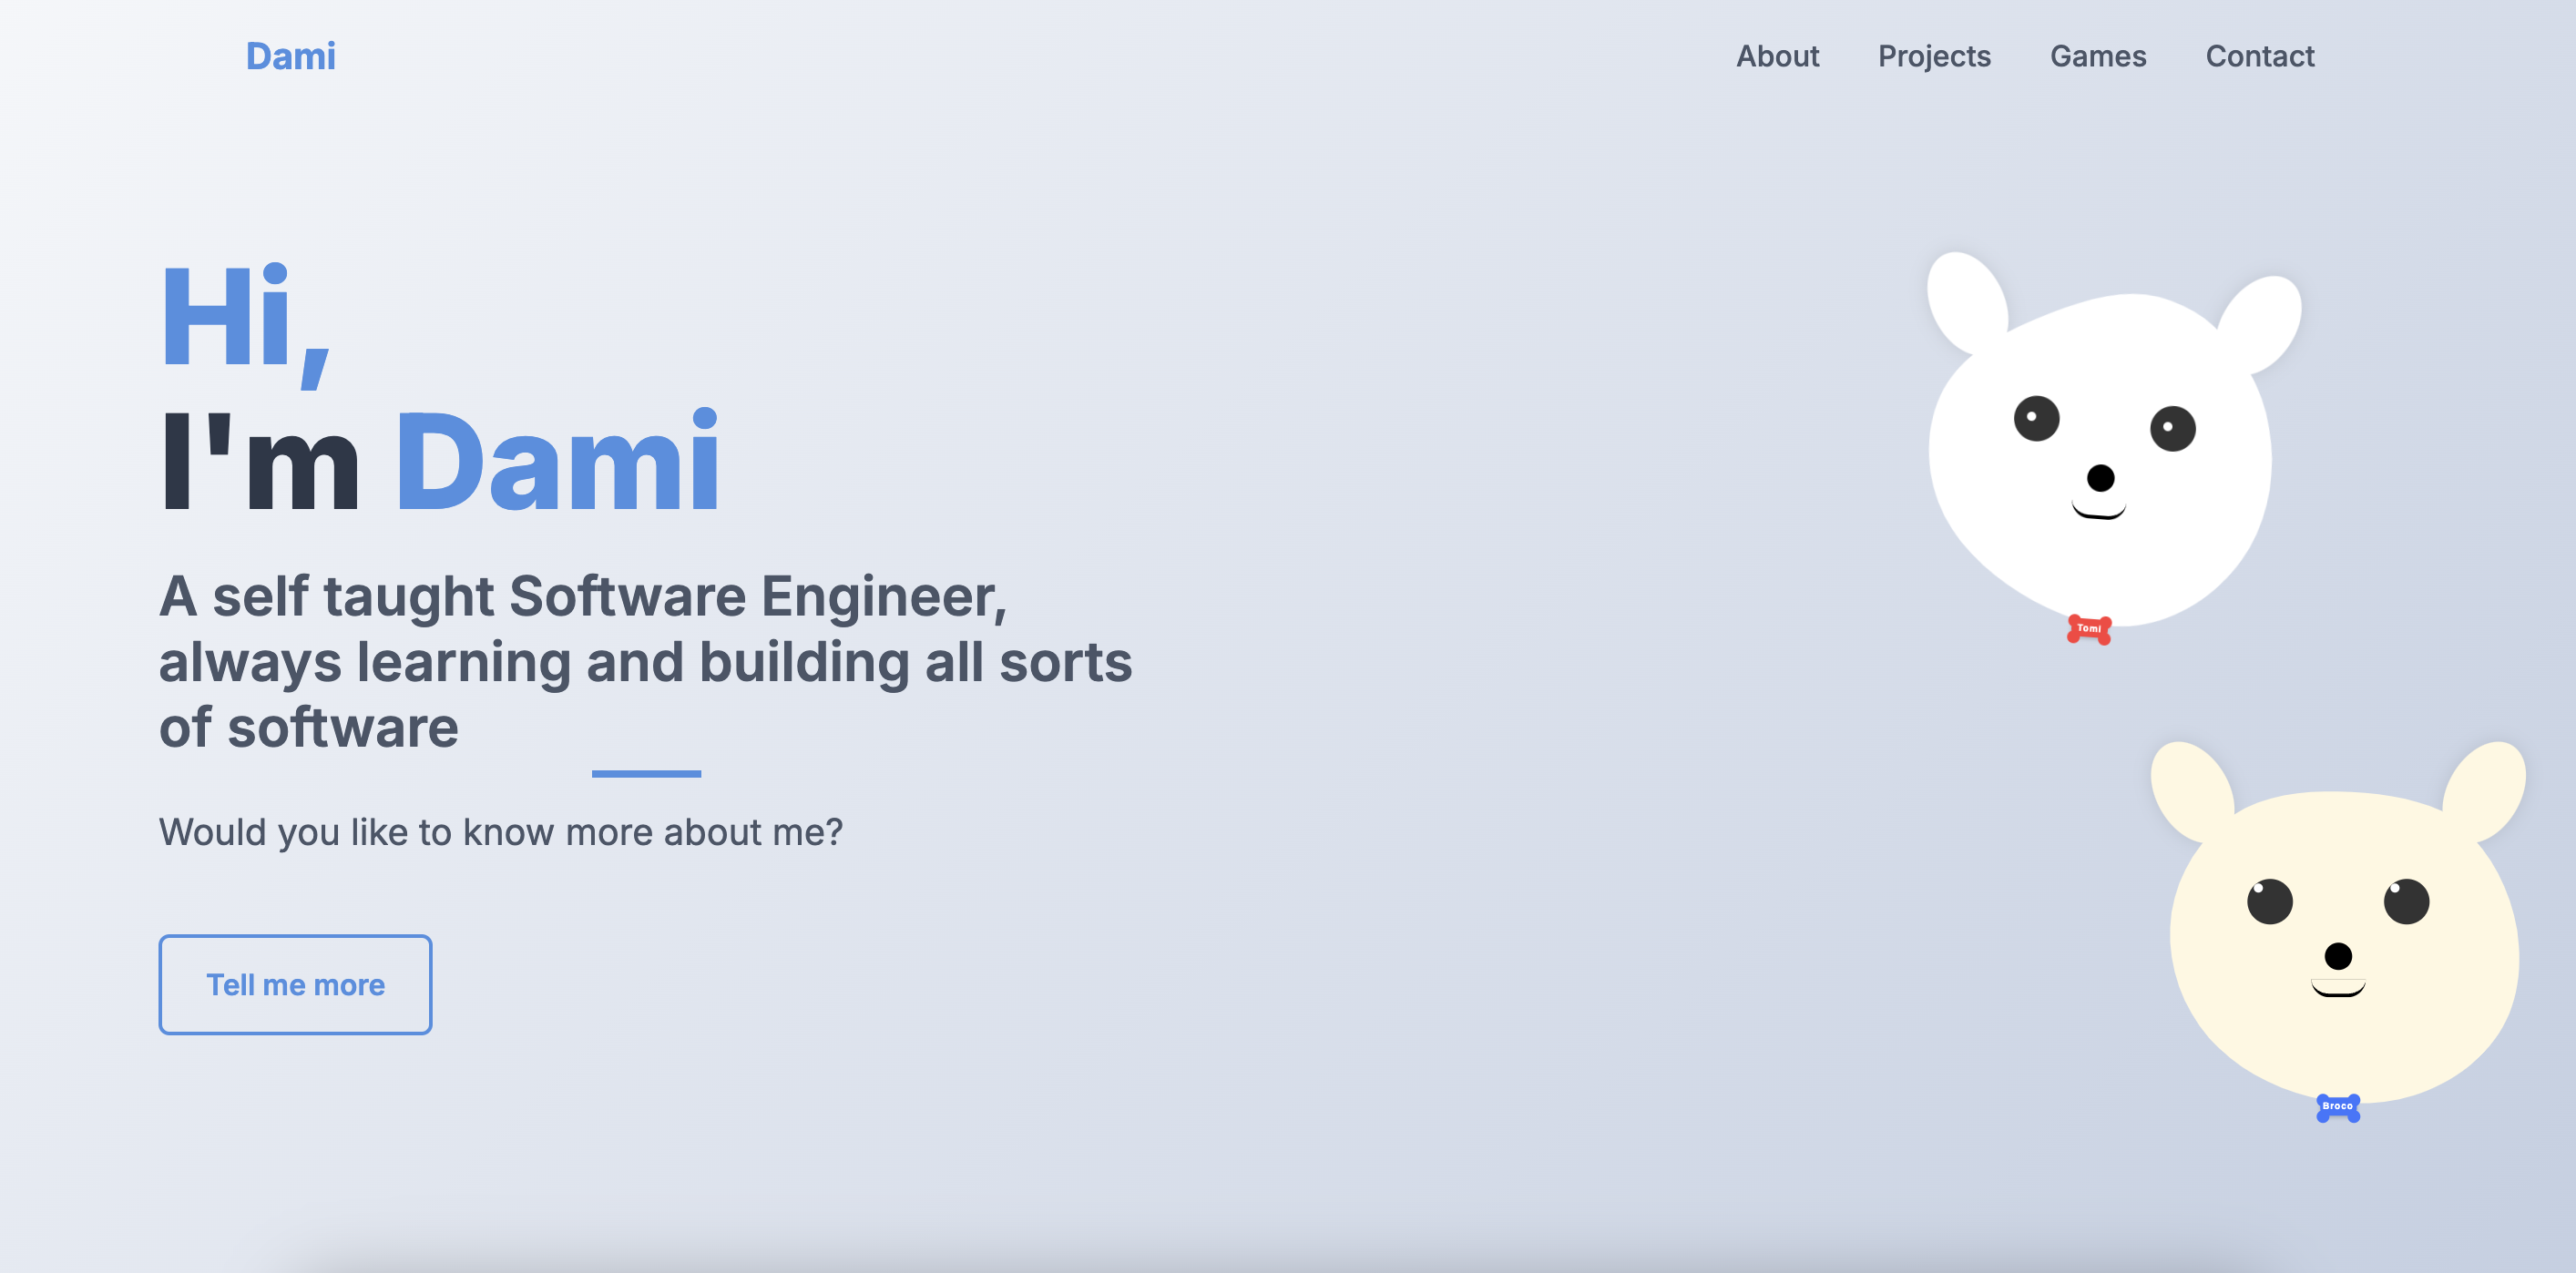 Dami
About Projects Games Contact
Hi,
I'm Dami
A self taught Software Engineer,
always learning and building all sorts
of software
Would you like to know more about me?
Tell me more
Tomi
Broco